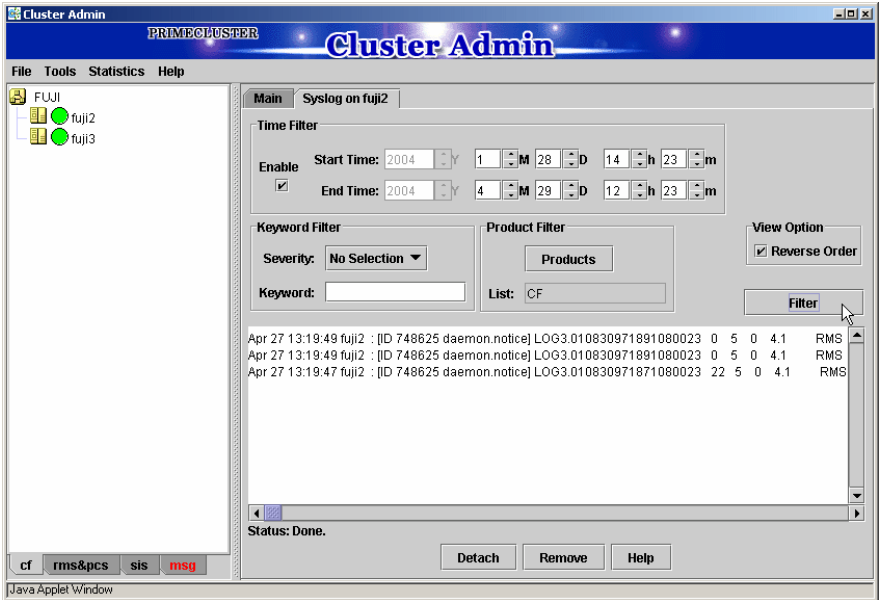 Cluster Admin
PRIMECLUSTER
Cluster Admin
File Tools Statistics Help
FUJI
fuji2
fuji3
Main Syslog on fuji2
Time Filter
Enable
Start Time: 2004 Y 1 M 28 D 14 h 23 m
End Time: 2004 Y 4 M 29 D 12 h 23 m
Keyword Filter
Severity: No Selection
Keyword:
Product Filter
Products
List: CF
View Option
Reverse Order
Filter
Apr 27 13:19:49 fuji2 : [ID 748625 daemon.notice] LOG3.010830971891080023 0 5 0 4.1 RMS
Apr 27 13:19:49 fuji2 : [ID 748625 daemon.notice] LOG3.010830971891080023 0 5 0 4.1 RMS
Apr 27 13:19:47 fuji2 : [ID 748625 daemon.notice] LOG3.010830971871080023 22 5 0 4.1 RMS
Status: Done.
Detach Remove Help
cf rms&pcs sis msg
Java Applet Window